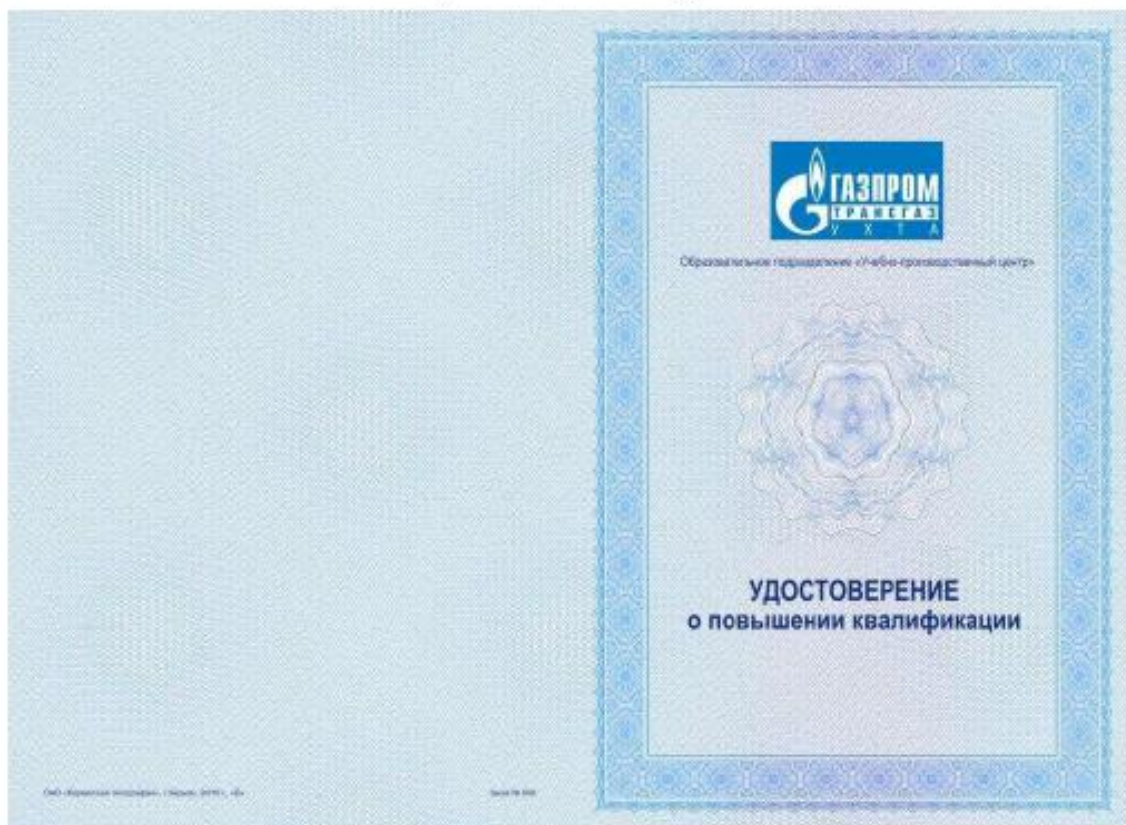 ГАЗПРОМ
ТРАНСГАЗ
УХТА
Образовательное подразделение «Учебно-производственный центр»
УДОСТОВЕРЕНИЕ
о повышении квалификации